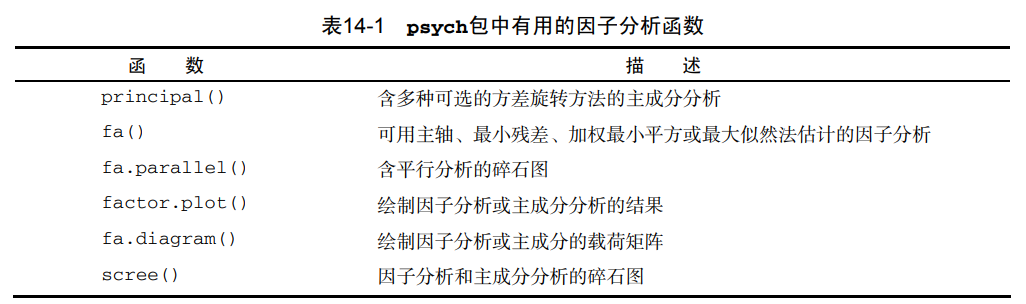 表14-1 psych包中有用的因子分析函数
函 数 描 述
principal() 含多种可选的方差旋转方法的主成分分析
fa() 可用主轴、最小残差、加权最小平方或最大似然法估计的因子分析
fa.parallel() 含平行分析的碎石图
factor.plot() 绘制因子分析或主成分分析的结果
fa.diagram() 绘制因子分析或主成分的载荷矩阵
scree() 因子分析和主成分分析的碎石图